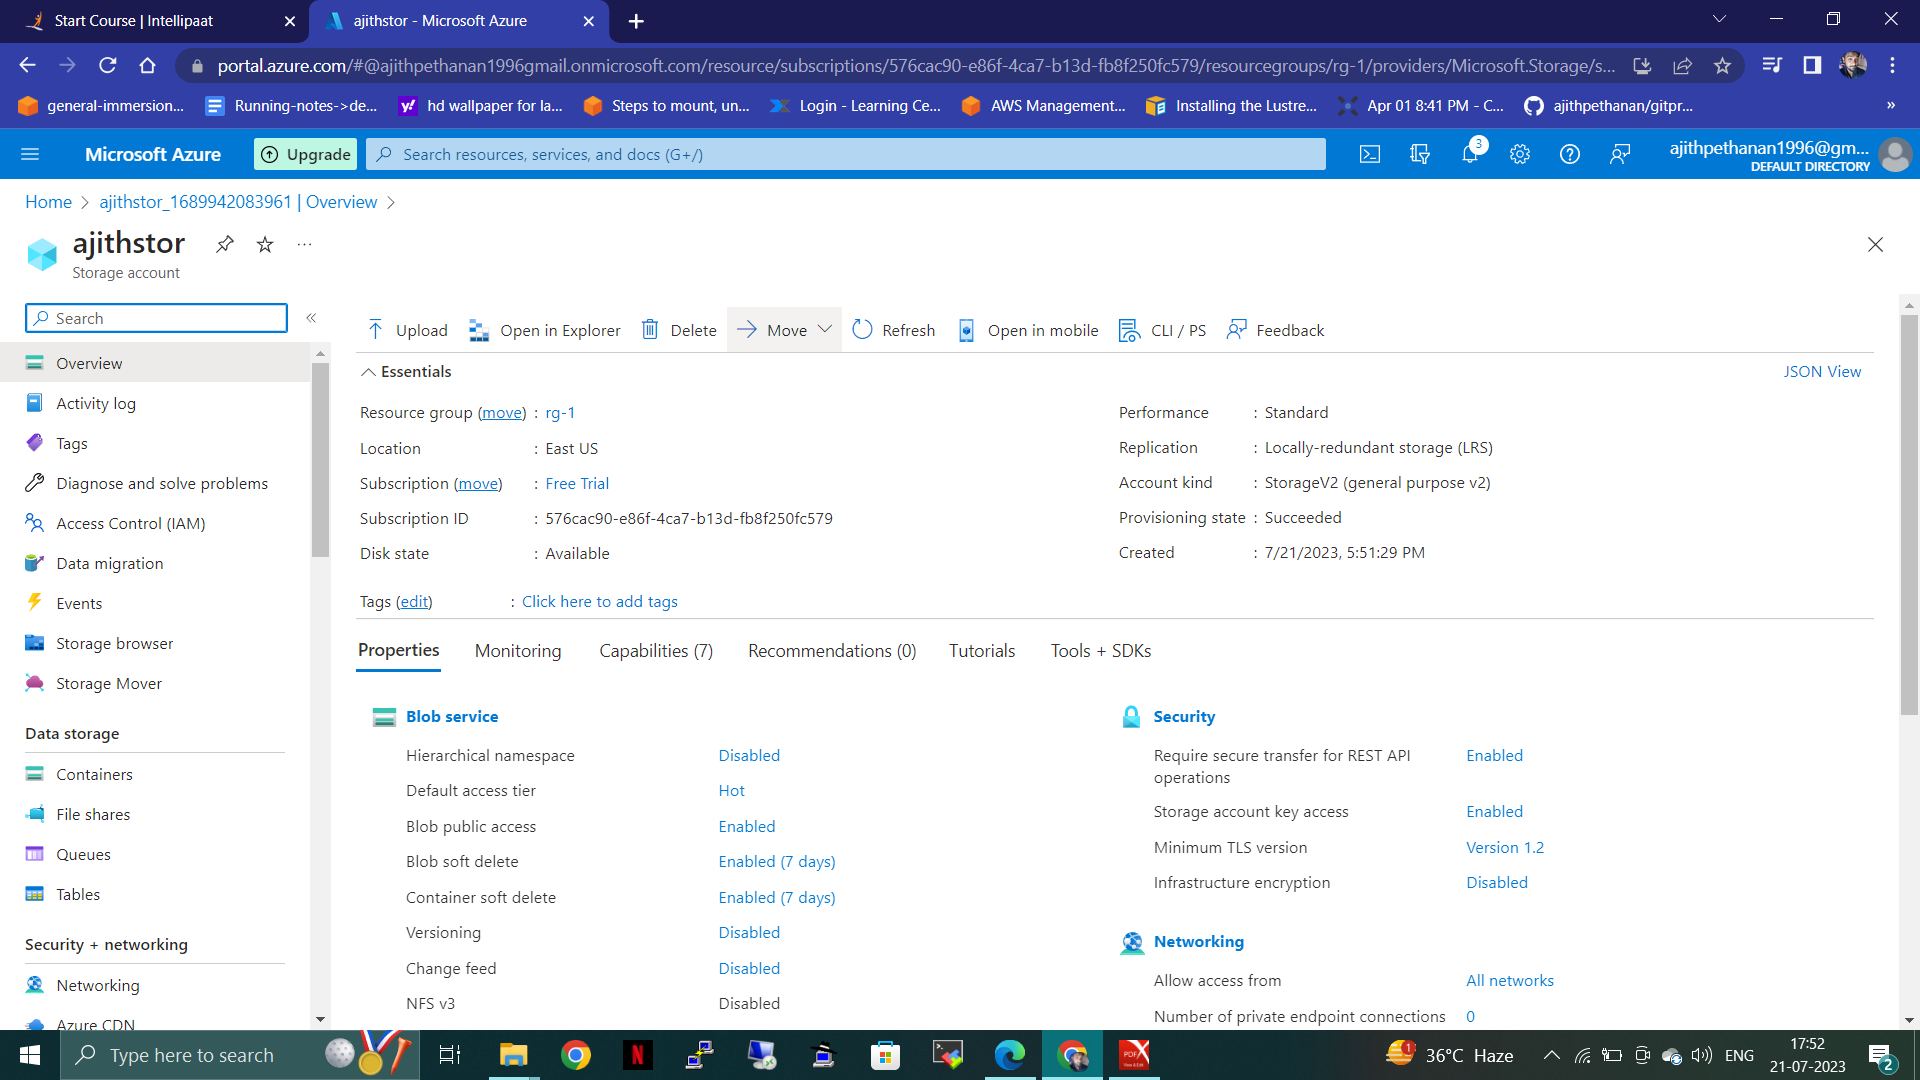 Start Course | Intellipaat
ajithstor - Microsoft Azure
portal.azure.com/#@ajithpethanan1996gmail.onmicrosoft.com/resource/subscriptions/576cac90-e86f-4ca7-b13d-fb8f250fc579/resourcegroups/rg-1/providers/Microsoft.Storage/s...
general-immersion...
Running-notes->de...
hd wallpaper for la...
Steps to mount, un...
Login - Learning Ce...
AWS Management...
Installing the Lustre...
Apr 01 8:41 PM - C...
ajithpethanan/gitpr...
»
Microsoft Azure
Upgrade
Search resources, services, and docs (G+/)
3
ajithpethanan1996@gm...
DEFAULT DIRECTORY
Home > ajithstor_1689942083961 | Overview >
ajithstor
Storage account
Search
Overview
Activity log
Tags
Diagnose and solve problems
Access Control (IAM)
Data migration
Events
Storage browser
Storage Mover
Data storage
Containers
File shares
Queues
Tables
Security + networking
Networking
Azure CDN
Upload
Open in Explorer
Delete
Move
Refresh
Open in mobile
CLI / PS
Feedback
Essentials
JSON View
Resource group (move) : rg-1
Location : East US
Subscription (move) : Free Trial
Subscription ID : 576cac90-e86f-4ca7-b13d-fb8f250fc579
Disk state : Available
Performance : Standard
Replication : Locally-redundant storage (LRS)
Account kind : StorageV2 (general purpose v2)
Provisioning state : Succeeded
Created : 7/21/2023, 5:51:29 PM
Tags (edit) : Click here to add tags
Properties
Monitoring
Capabilities (7)
Recommendations (0)
Tutorials
Tools + SDKs
Blob service
Hierarchical namespace Disabled
Default access tier Hot
Blob public access Enabled
Blob soft delete Enabled (7 days)
Container soft delete Enabled (7 days)
Versioning Disabled
Change feed Disabled
NFS v3 Disabled
Security
Require secure transfer for REST API Enabled
operations
Storage account key access Enabled
Minimum TLS version Version 1.2
Infrastructure encryption Disabled
Networking
Allow access from All networks
Number of private endpoint connections 0
Type here to search
N
PDF
1
36°C Haze
ENG
17:52
21-07-2023
2